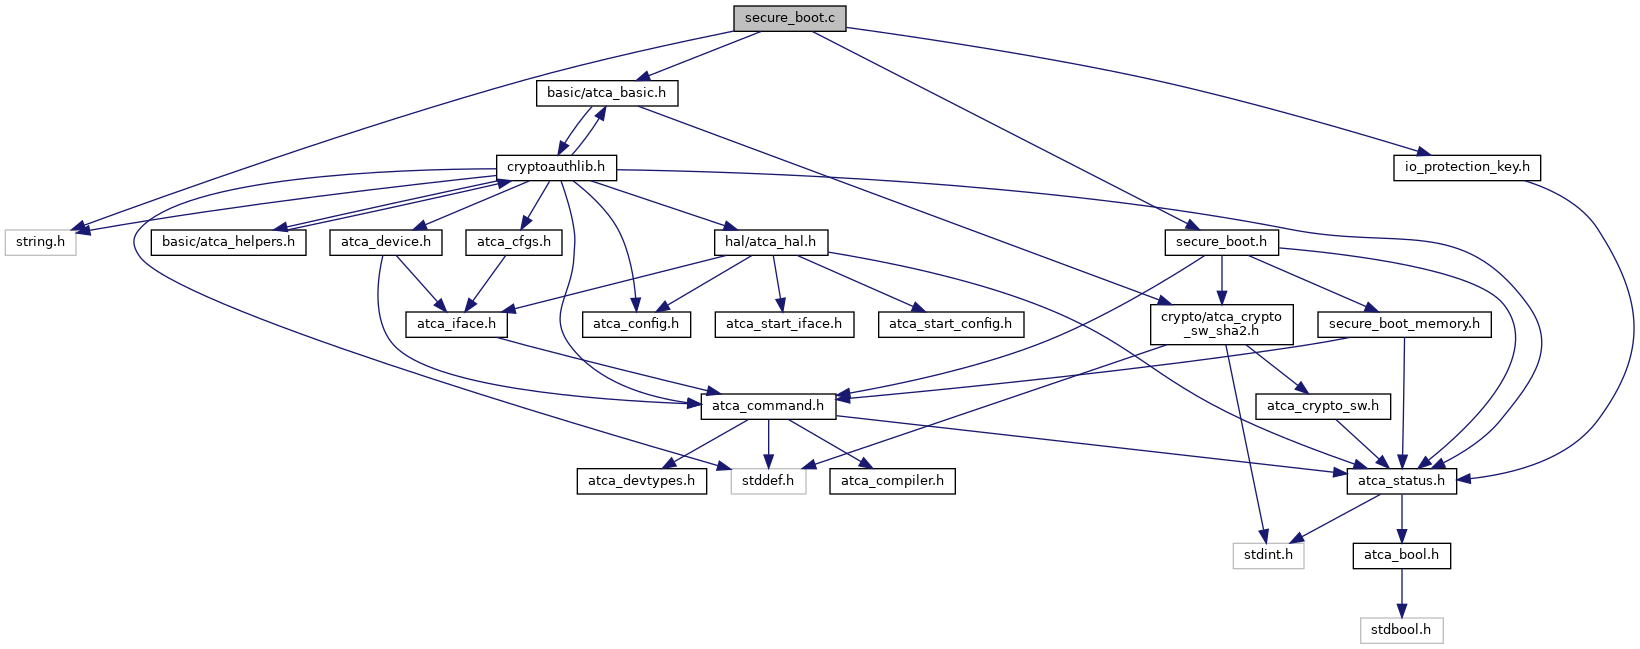 secure_boot.c
basic/atca_basic.h
cryptoauthlib.h
io_protection_key.h
string.h
basic/atca_helpers.h
atca_device.h
atca_cfgs.h
hal/atca_hal.h
secure_boot.h
atca_iface.h
atca_config.h
atca_start_iface.h
atca_start_config.h
crypto/atca_crypto
_sw_sha2.h
secure_boot_memory.h
atca_command.h
atca_crypto_sw.h
atca_devtypes.h
stddef.h
atca_compiler.h
atca_status.h
stdint.h
atca_bool.h
stdbool.h